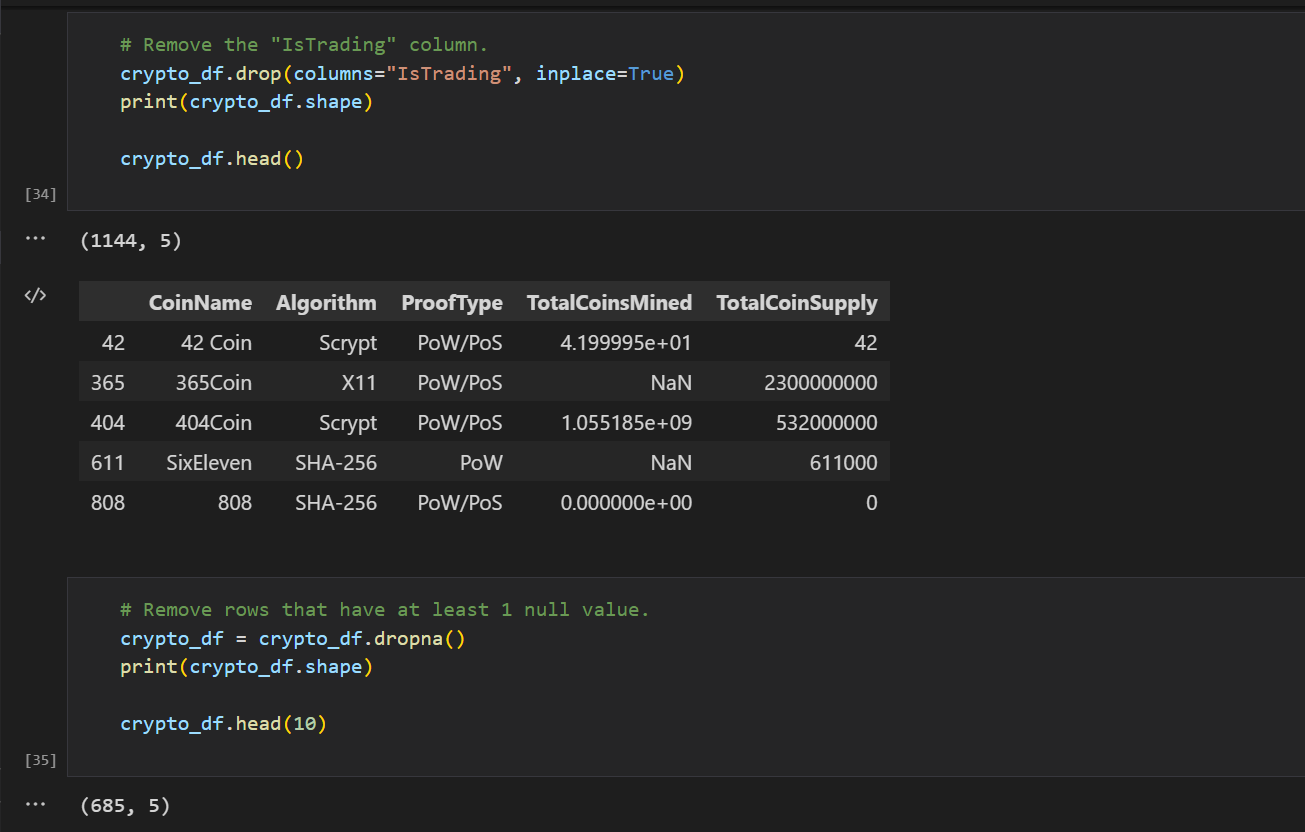 # Remove the "IsTrading" column.
crypto_df.drop(columns="IsTrading", inplace=True)
print(crypto_df.shape)
crypto_df.head()
[34]
(1144, 5)
CoinName Algorithm ProofType TotalCoinsMined TotalCoinSupply
42 42 Coin Scrypt PoW/PoS 4.199995e+01 42
365 365Coin X11 PoW/PoS NaN 2300000000
404 404Coin Scrypt PoW/PoS 1.055185e+09 532000000
611 SixEleven SHA-256 PoW NaN 611000
808 808 SHA-256 PoW/PoS 0.000000e+00 0
# Remove rows that have at least 1 null value.
crypto_df = crypto_df.dropna()
print(crypto_df.shape)
crypto_df.head(10)
[35]
(685, 5)